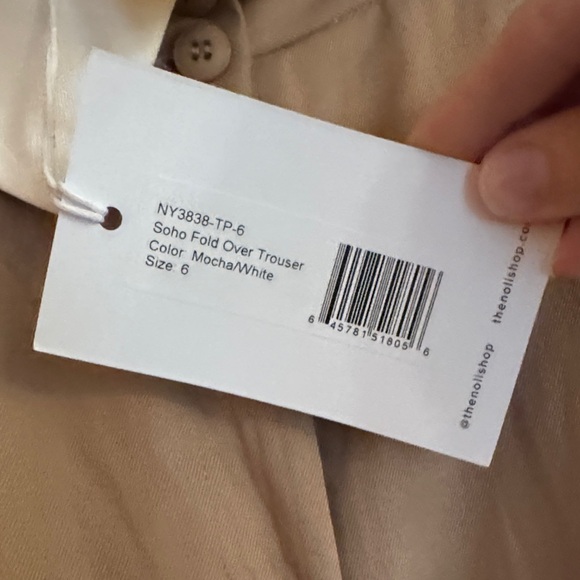 NY3838-TP-6
Soho Fold Over Trouser
Color: Mocha/White
Size: 6
6 45781 51805 6
@thenolishop
thenolishop.co